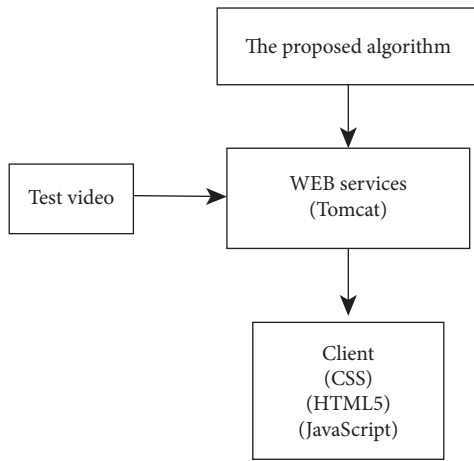 The proposed algorithm
Test video
WEB services
(Tomcat)
Client
(CSS)
(HTML5)
(JavaScript)